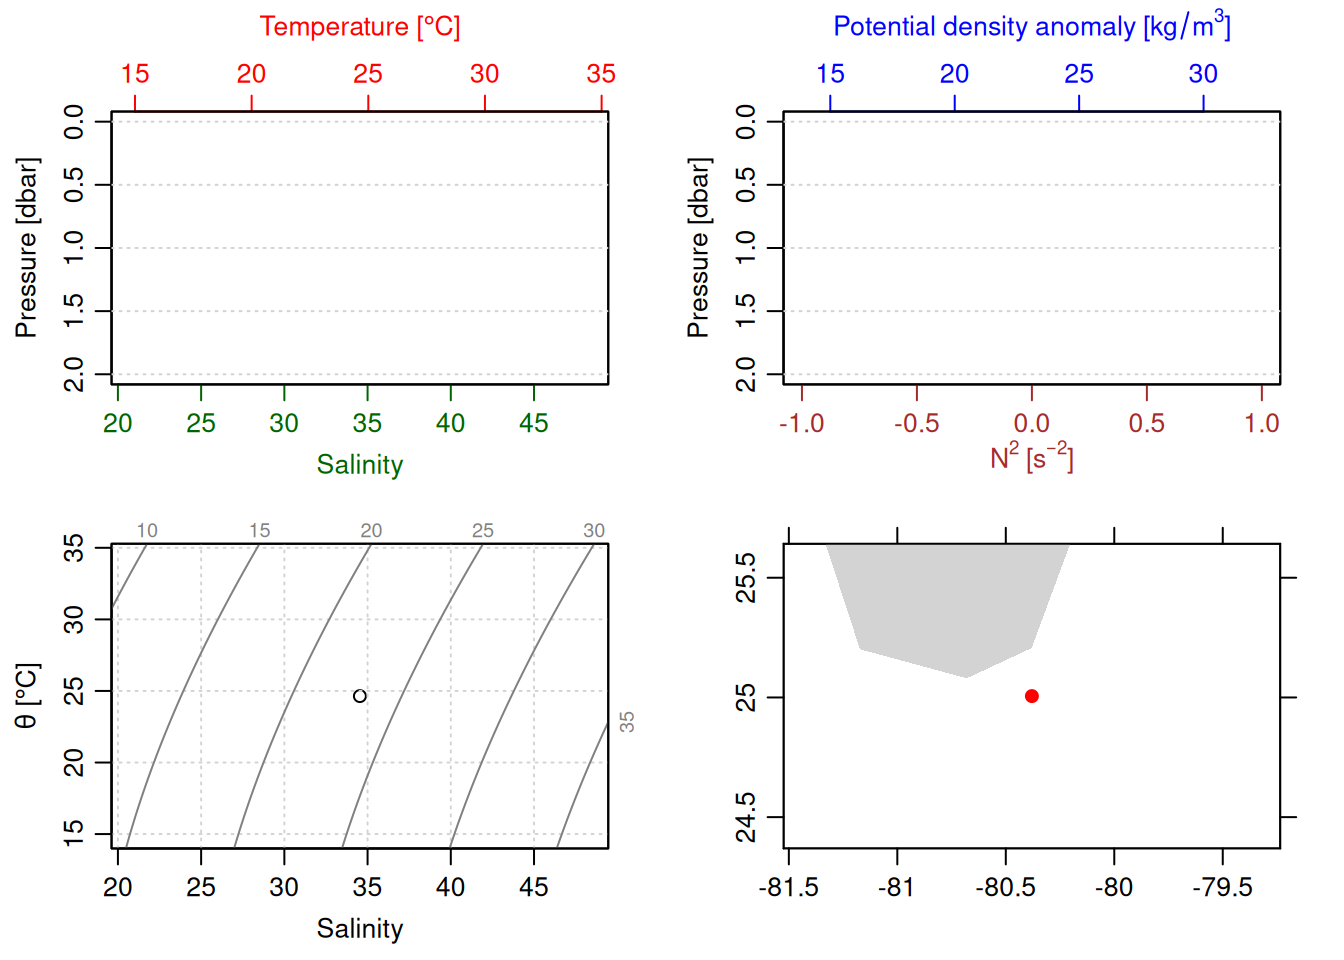 Temperature [°C]
15 20 25 30 35
0.0
0.5
1.0
1.5
2.0
Pressure [dbar]
20 25 30 35 40 45
Salinity
Potential density anomaly [kg/m³]
15 20 25 30
0.0
0.5
1.0
1.5
2.0
Pressure [dbar]
-1.0 -0.5 0.0 0.5 1.0
N² [s⁻²]
10 15 20 25 30
35
35
30
25
20
15
θ [°C]
20 25 30 35 40 45
Salinity
25.5
25
24.5
-81.5 -81 -80.5 -80 -79.5